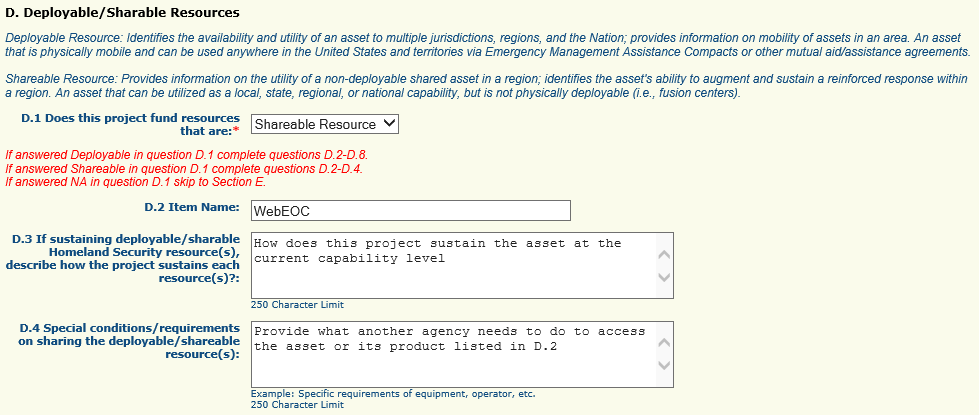 D. Deployable/Sharable Resources
Deployable Resource: Identifies the availability and utility of an asset to multiple jurisdictions, regions, and the Nation; provides information on mobility of assets in an area. An asset
that is physically mobile and can be used anywhere in the United States and territories via Emergency Management Assistance Compacts or other mutual aid/assistance agreements.
Shareable Resource: Provides information on the utility of a non-deployable shared asset in a region; identifies the asset's ability to augment and sustain a reinforced response within
a region. An asset that can be utilized as a local, state, regional, or national capability, but is not physically deployable (i.e., fusion centers).
D.1 Does this project fund resources
that are:*
Shareable Resource
If answered Deployable in question D.1 complete questions D.2-D.8.
If answered Shareable in question D.1 complete questions D.2-D.4.
If answered NA in question D.1 skip to Section E.
D.2 Item Name:
WebEOC
D.3 If sustaining deployable/sharable
Homeland Security resource(s),
describe how the project sustains each
resource(s)?:
How does this project sustain the asset at the
current capability level
250 Character Limit
D.4 Special conditions/requirements
on sharing the deployable/shareable
resource(s):
Provide what another agency needs to do to access
the asset or its product listed in D.2
Example: Specific requirements of equipment, operator, etc.
250 Character Limit